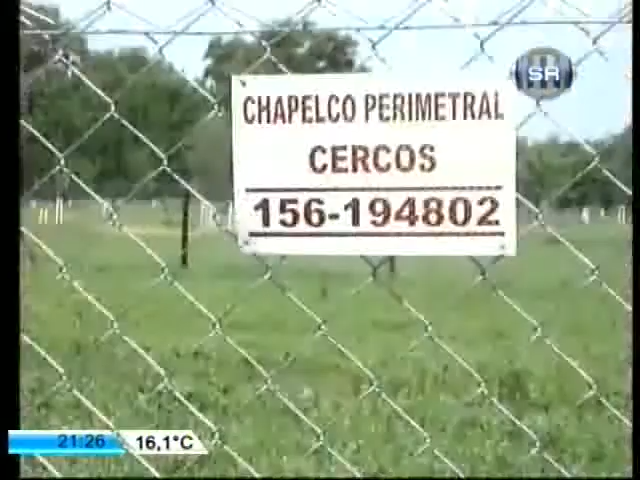 CHAPELCO PERIMETRAL
CERCOS
156-194802
SR
21:26 16,1°C